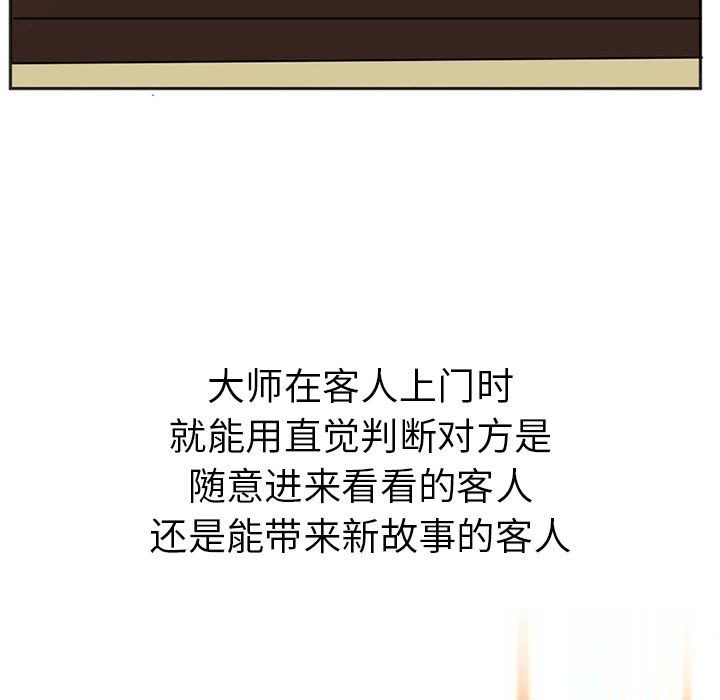 大师在客人上门时
就能用直觉判断对方是
随意进来看看的客人
还是能带来新故事的客人